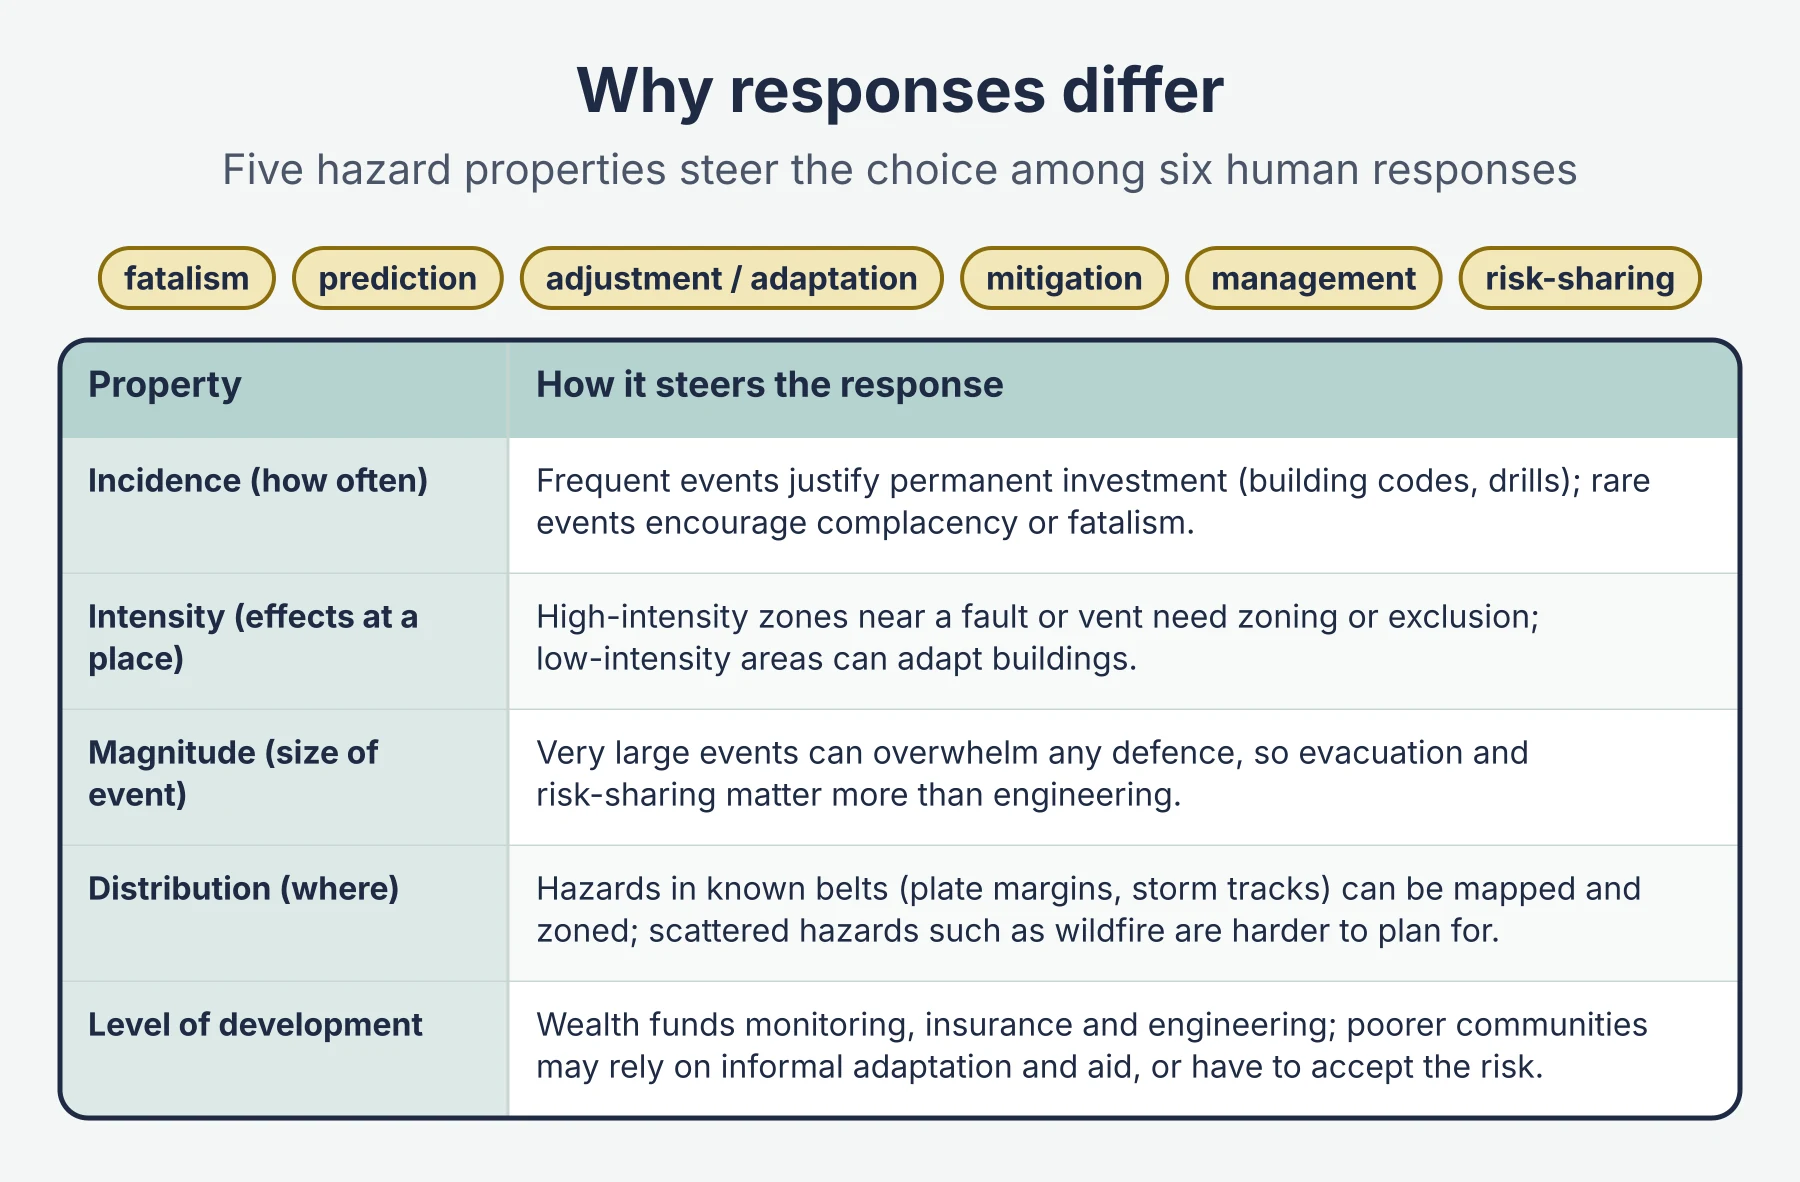 Why responses differ
Five hazard properties steer the choice among six human responses
fatalism
prediction
adjustment / adaptation
mitigation
management
risk-sharing
Property
How it steers the response
Incidence (how often)
Frequent events justify permanent investment (building codes, drills); rare
events encourage complacency or fatalism.
Intensity (effects at a
place)
High-intensity zones near a fault or vent need zoning or exclusion;
low-intensity areas can adapt buildings.
Magnitude (size of
event)
Very large events can overwhelm any defence, so evacuation and
risk-sharing matter more than engineering.
Distribution (where)
Hazards in known belts (plate margins, storm tracks) can be mapped and
zoned; scattered hazards such as wildfire are harder to plan for.
Level of development
Wealth funds monitoring, insurance and engineering; poorer communities
may rely on informal adaptation and aid, or have to accept the risk.